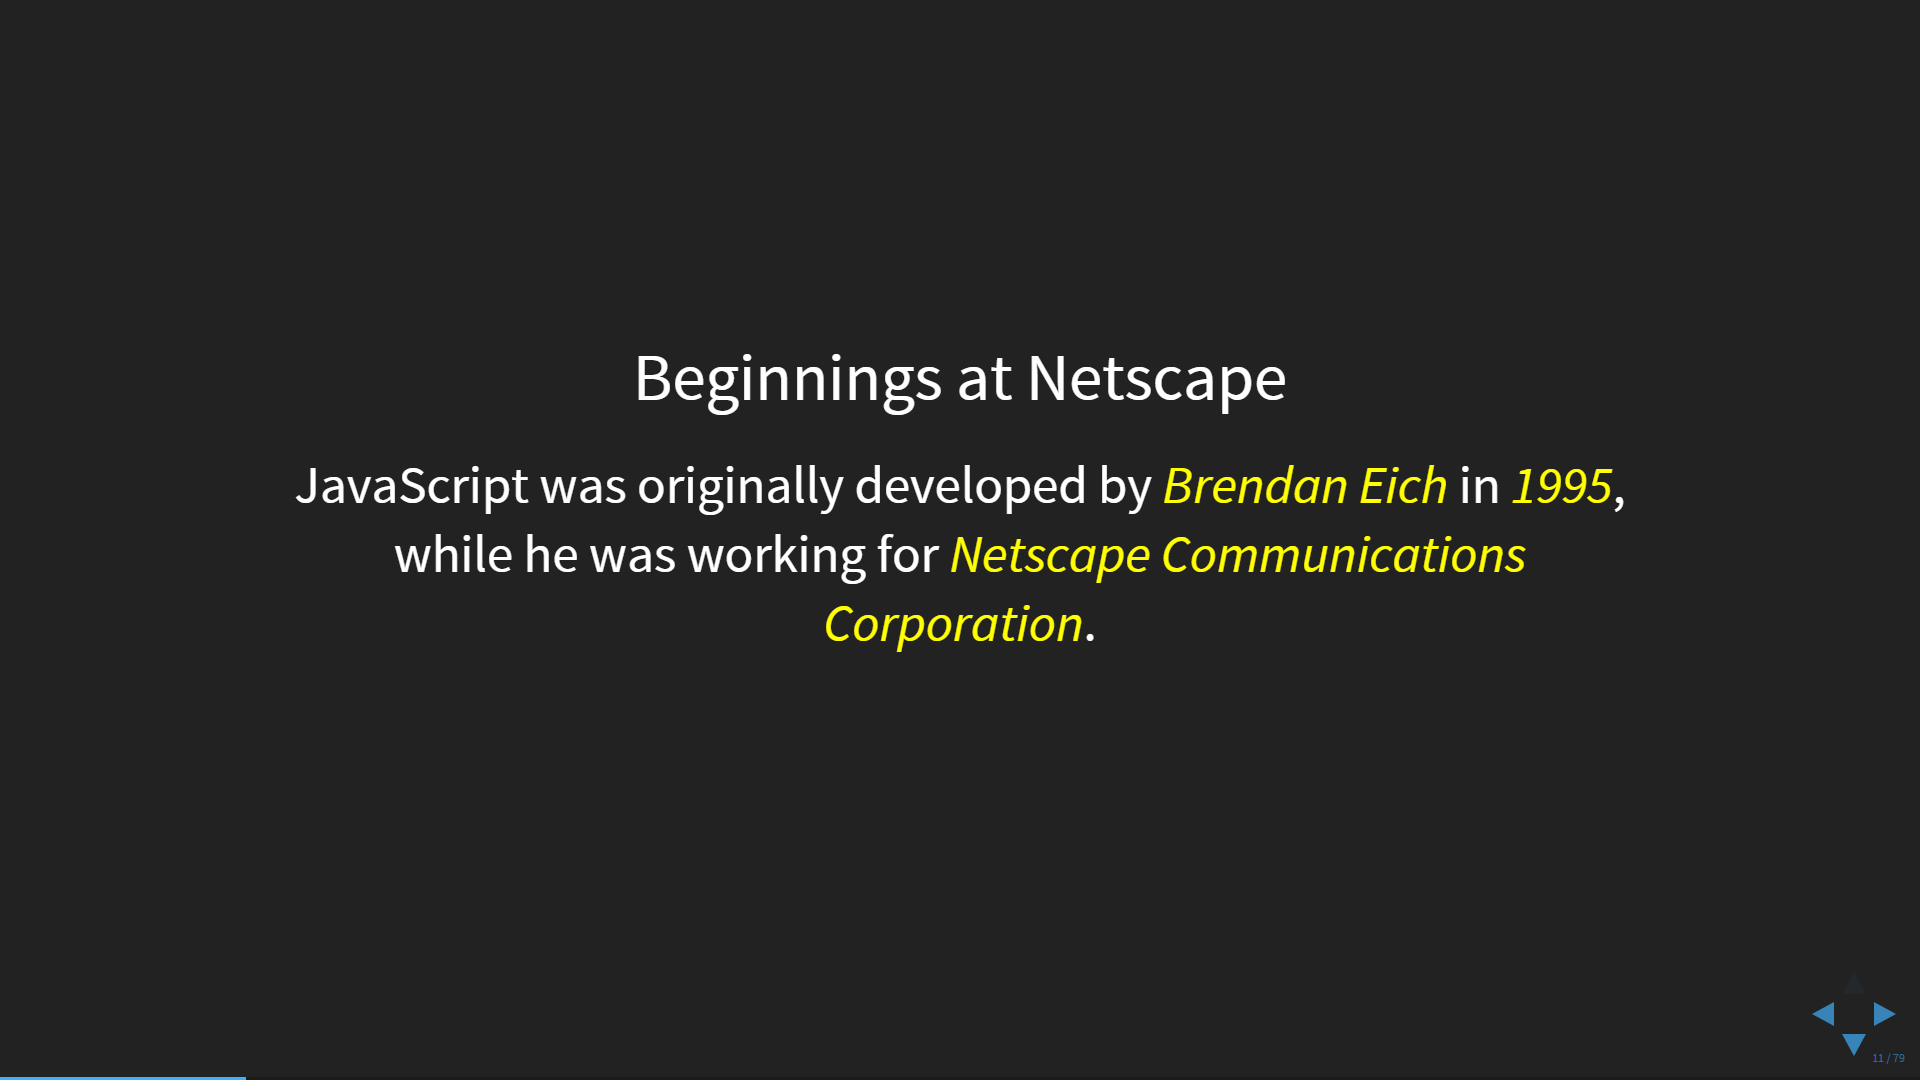 Beginnings at Netscape
JavaScript was originally developed by Brendan Eich in 1995,
while he was working for Netscape Communications
Corporation.
11 / 79